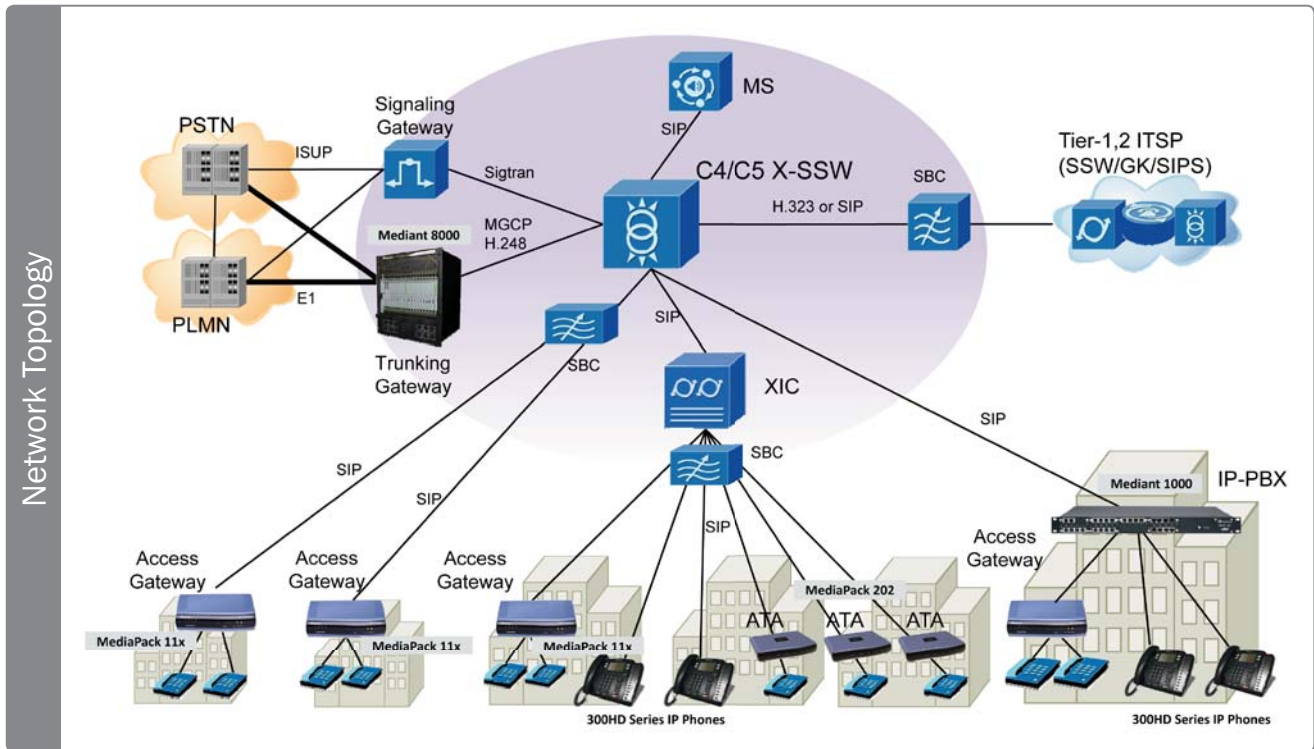 Network Topology
MS
SIP
Signaling
Gateway
PSTN
ISUP
Sigtran
C4/C5 X-SSW
SBC
Tier-1,2 ITSP
(SSW/GK/SIPS)
H.323 or SIP
MGCP
H.248
Mediant 8000
PLMN
E1
Trunking
Gateway
SBC
SIP
XIC
SBC
SIP
SIP
SIP
SIP
Mediant 1000
IP-PBX
Access
Gateway
Access
Gateway
Access
Gateway
Access
Gateway
MediaPack 202
ATA
ATA
ATA
MediaPack 11x
MediaPack 11x
MediaPack 11x
300HD Series IP Phones
300HD Series IP Phones